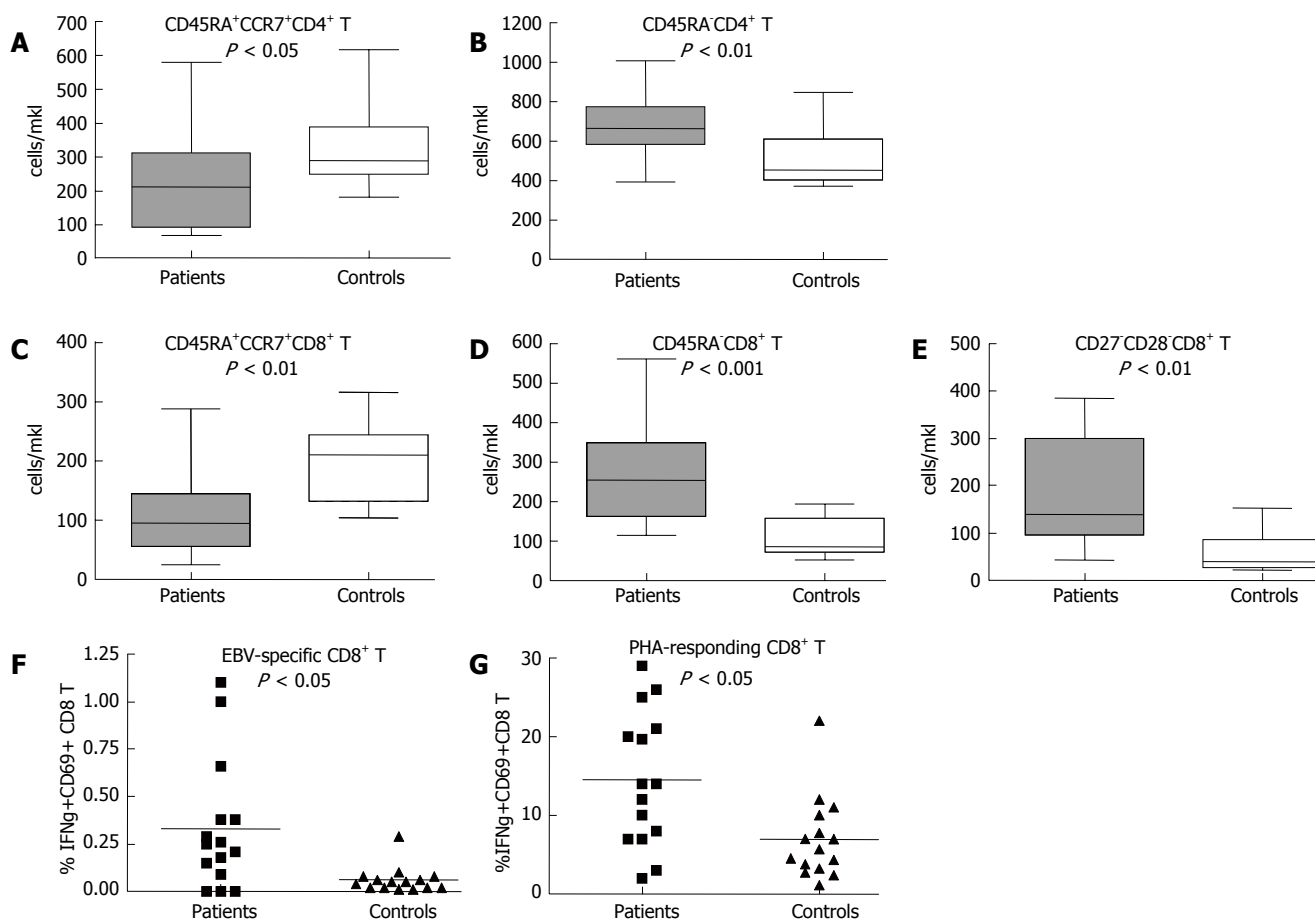 A
CD45RA⁺CCR7⁺CD4⁺ T
P < 0.05
cells/mkl
700
600
500
400
300
200
100
0
Patients Controls
B
CD45RA⁻CD4⁺ T
P < 0.01
cells/mkl
1200
1000
800
600
400
200
0
Patients Controls
C
CD45RA⁺CCR7⁺CD8⁺ T
P < 0.01
cells/mkl
400
300
200
100
0
Patients Controls
D
CD45RA⁻CD8⁺ T
P < 0.001
cells/mkl
600
500
400
300
200
100
0
Patients Controls
E
CD27⁻CD28⁻CD8⁺ T
P < 0.01
cells/mkl
500
400
300
200
100
0
Patients Controls
F
EBV-specific CD8⁺ T
P < 0.05
% IFNg+CD69+ CD8 T
1.25
1.00
0.75
0.50
0.25
0.00
Patients Controls
G
PHA-responding CD8⁺ T
P < 0.05
%IFNg+CD69+CD8 T
30
20
10
0
Patients Controls